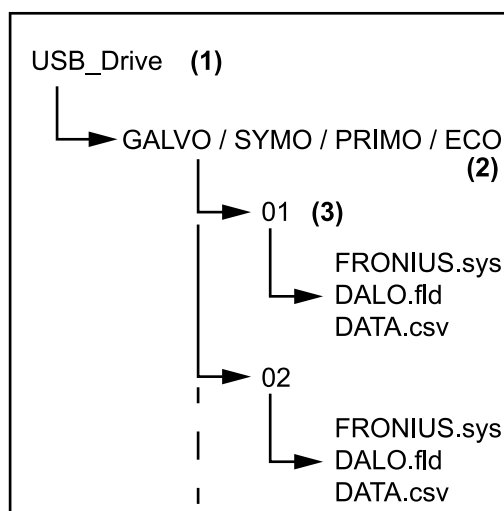 USB_Drive (1)
GALVO / SYMO / PRIMO / ECO
(2)
01 (3)
FRONIUS.sys
DALO.fld
DATA.csv
02
FRONIUS.sys
DALO.fld
DATA.csv